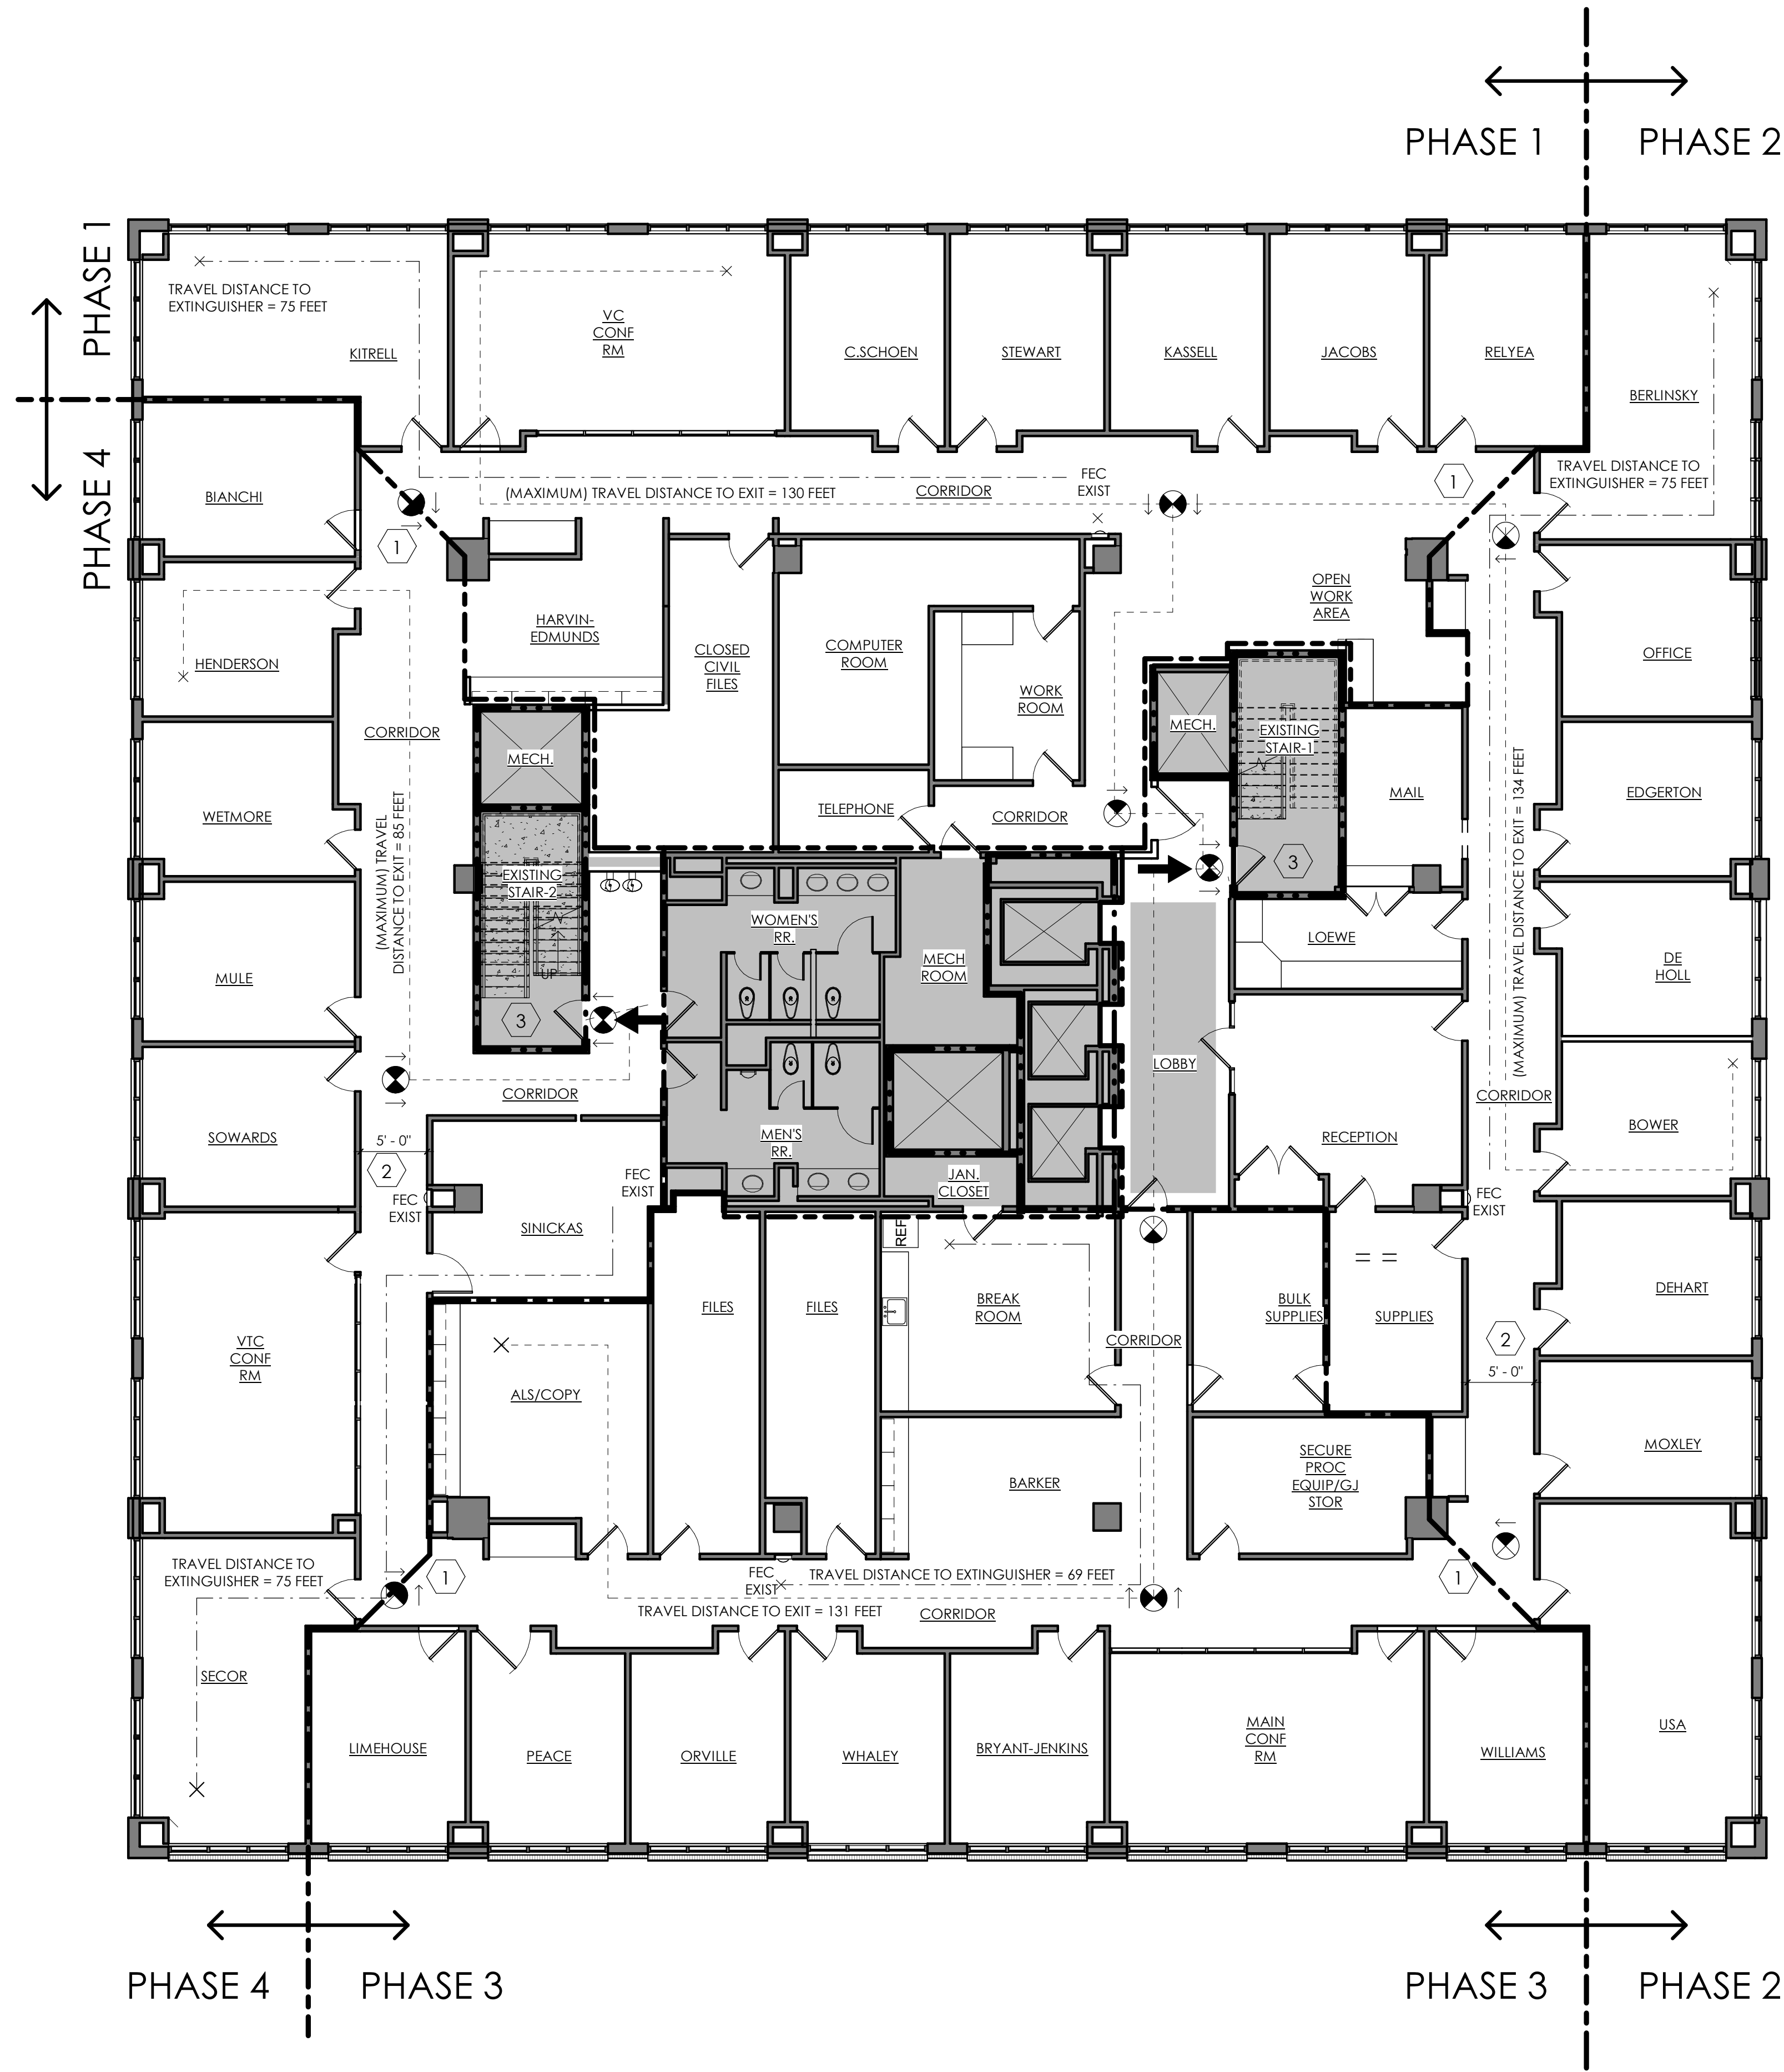 PHASE 1
PHASE 2
PHASE 1
PHASE 4
TRAVEL DISTANCE TO
EXTINGUISHER = 75 FEET
KITRELL
VC
CONF
RM
C.SCHOEN
STEWART
KASSELL
JACOBS
RELYEA
BERLINSKY
TRAVEL DISTANCE TO
EXTINGUISHER = 75 FEET
BIANCHI
(MAXIMUM) TRAVEL DISTANCE TO EXIT = 130 FEET
CORRIDOR
FEC
EXIST
1
1
HENDERSON
HARVIN-
EDMUNDS
CLOSED
CIVIL
FILES
COMPUTER
ROOM
WORK
ROOM
OPEN
WORK
AREA
OFFICE
CORRIDOR
MECH.
MECH.
EXISTING
STAIR-1
MAIL
EDGERTON
WETMORE
(MAXIMUM) TRAVEL
DISTANCE TO EXIT = 85 FEET
TELEPHONE
CORRIDOR
(MAXIMUM) TRAVEL DISTANCE TO EXIT = 134 FEET
3
EXISTING
STAIR-2
UP
3
WOMEN'S
RR.
MECH
ROOM
LOEWE
DE
HOLL
MULE
LOBBY
CORRIDOR
CORRIDOR
SOWARDS
5' - 0"
2
FEC
EXIST
SINICKAS
FEC
EXIST
MEN'S
RR.
JAN.
CLOSET
RECEPTION
BOWER
FEC
EXIST
REF
FILES
FILES
BREAK
ROOM
CORRIDOR
BULK
SUPPLIES
SUPPLIES
DEHART
2
5' - 0"
VTC
CONF
RM
ALS/COPY
BARKER
SECURE
PROC
EQUIP/GJ
STOR
MOXLEY
TRAVEL DISTANCE TO
EXTINGUISHER = 75 FEET
1
FEC
EXIST
TRAVEL DISTANCE TO EXTINGUISHER = 69 FEET
TRAVEL DISTANCE TO EXIT = 131 FEET
CORRIDOR
1
SECOR
LIMEHOUSE
PEACE
ORVILLE
WHALEY
BRYANT-JENKINS
MAIN
CONF
RM
WILLIAMS
USA
PHASE 4
PHASE 3
PHASE 3
PHASE 2